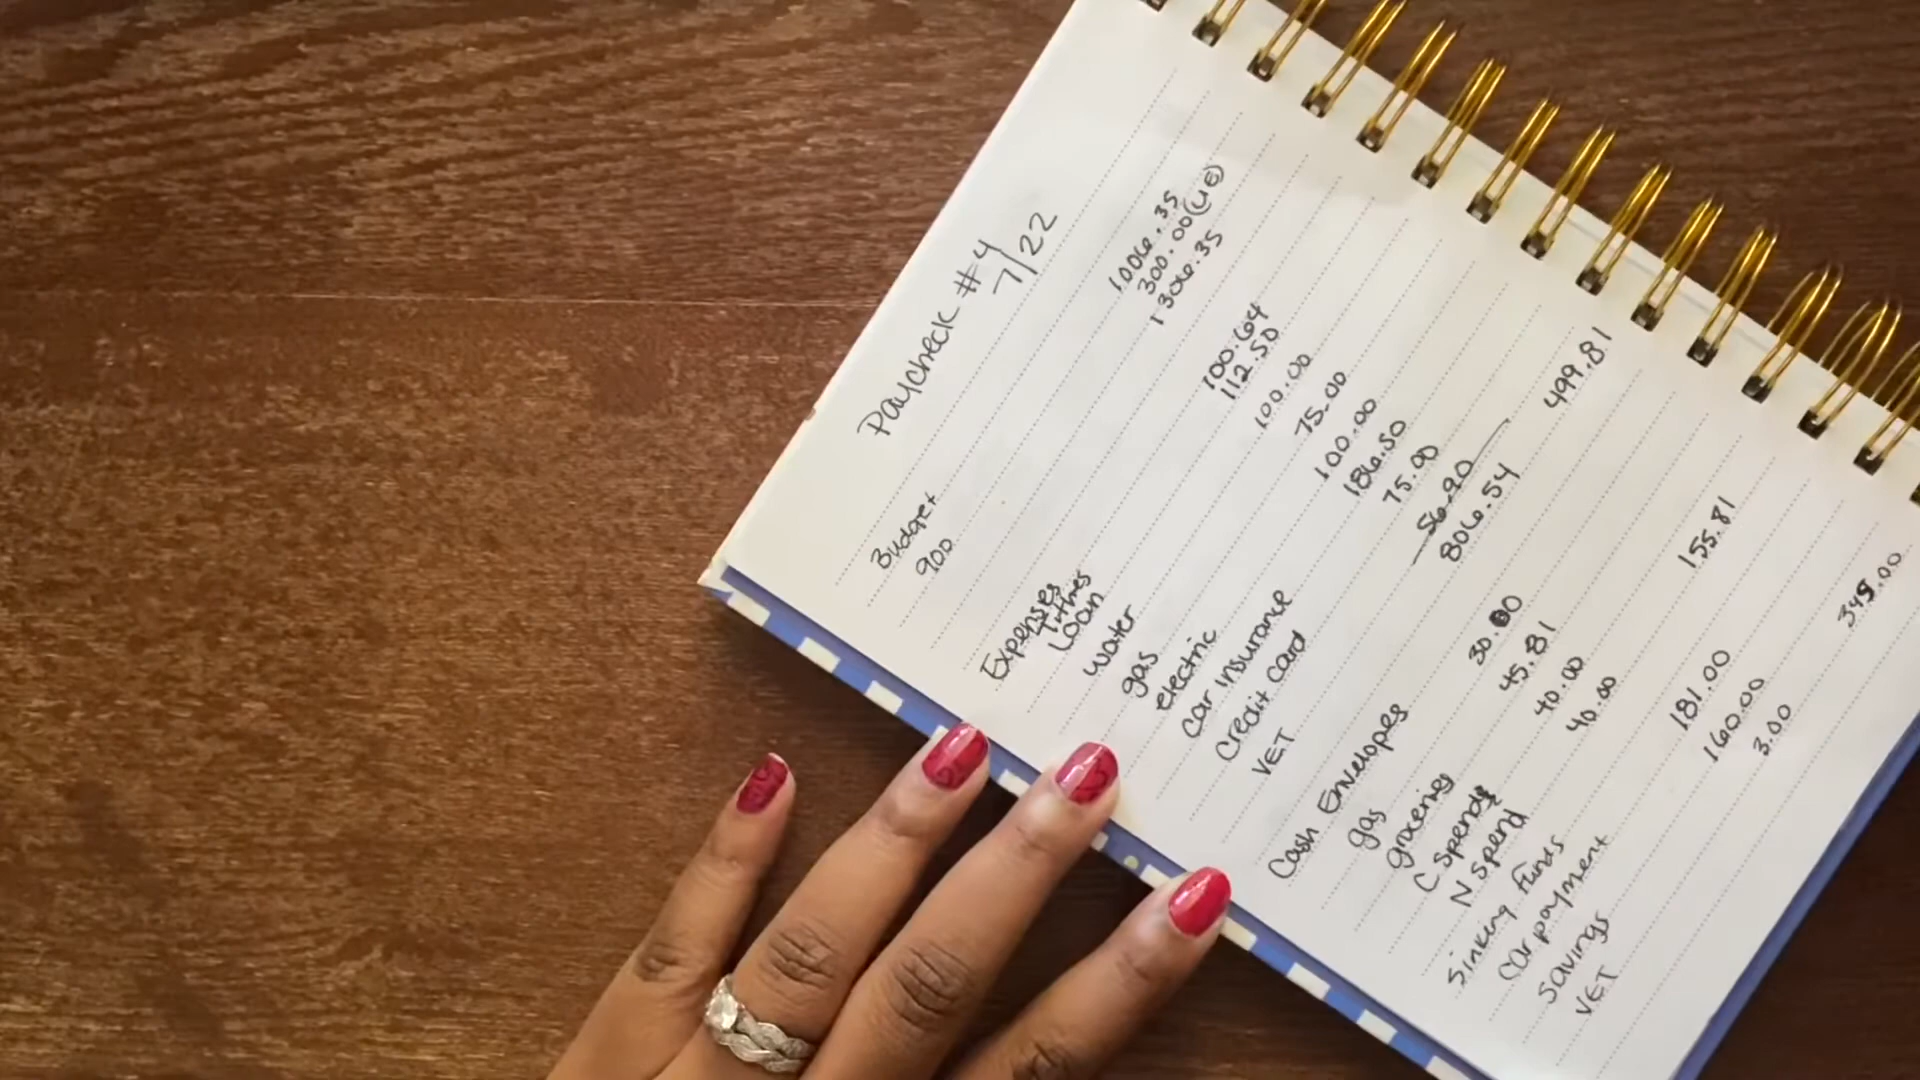 Paycheck #4
7/22
Budget 1006.35
900 300.00 (UE)
1306.35
Expenses
Tithes 100.64
Loan 112.50
water 100.00
gas 75.00
electric 100.00
car insurance 186.50
credit card 75.00
VET 56.90
806.54 499.81
Cash Envelopes
gas 30.00
groceries 45.81
C Spend 40.00
N Spend 40.00
155.81
Sinking Funds
car payment 181.00
savings 160.00
VET 3.00
345.00